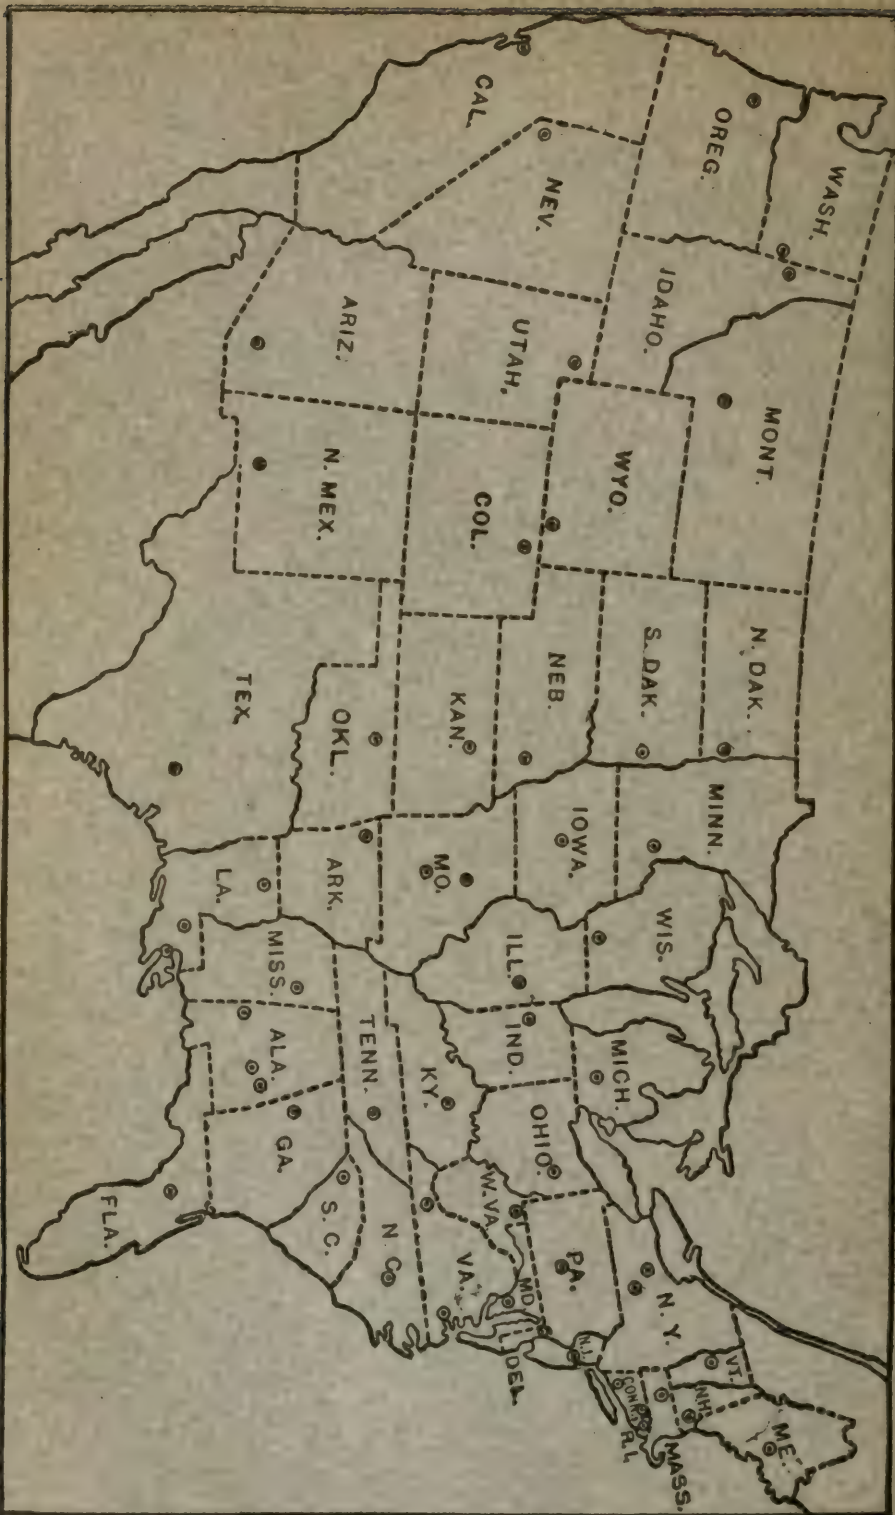 WASH.
OREG.
CAL.
NEV.
IDAHO.
MONT.
WYO.
UTAH,
ARIZ.
N. MEX.
COL.
N. DAK.
S. DAK.
NEB.
KAN.
OKL.
TEX.
MINN.
IOWA.
MO.
ARK.
LA.
WIS.
ILL.
MISS.
MICH.
IND.
KY.
TENN.
ALA.
OHIO.
W.VA.
VA.
N. C.
S. C.
GA.
FLA.
PA.
MD.
DEL.
N.J.
N. Y.
CONN.
R.I.
MASS.
VT.
N.H.
ME.